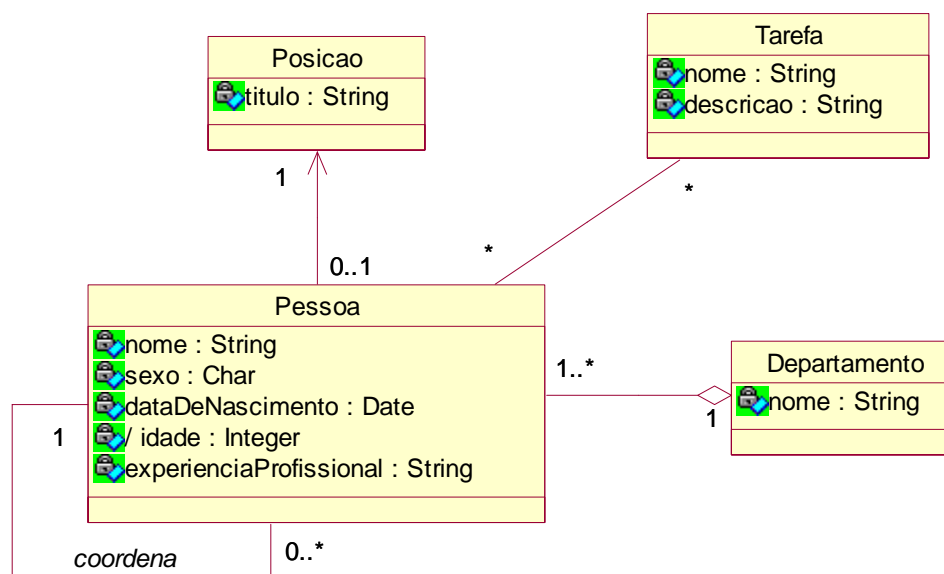 Posicao
titulo : String
1
0..1
Tarefa
nome : String
descricao : String
*
*
Pessoa
nome : String
sexo : Char
dataDeNascimento : Date
/ idade : Integer
experienciaProfissional : String
1..*
1
Departamento
nome : String
1
coordena
0..*